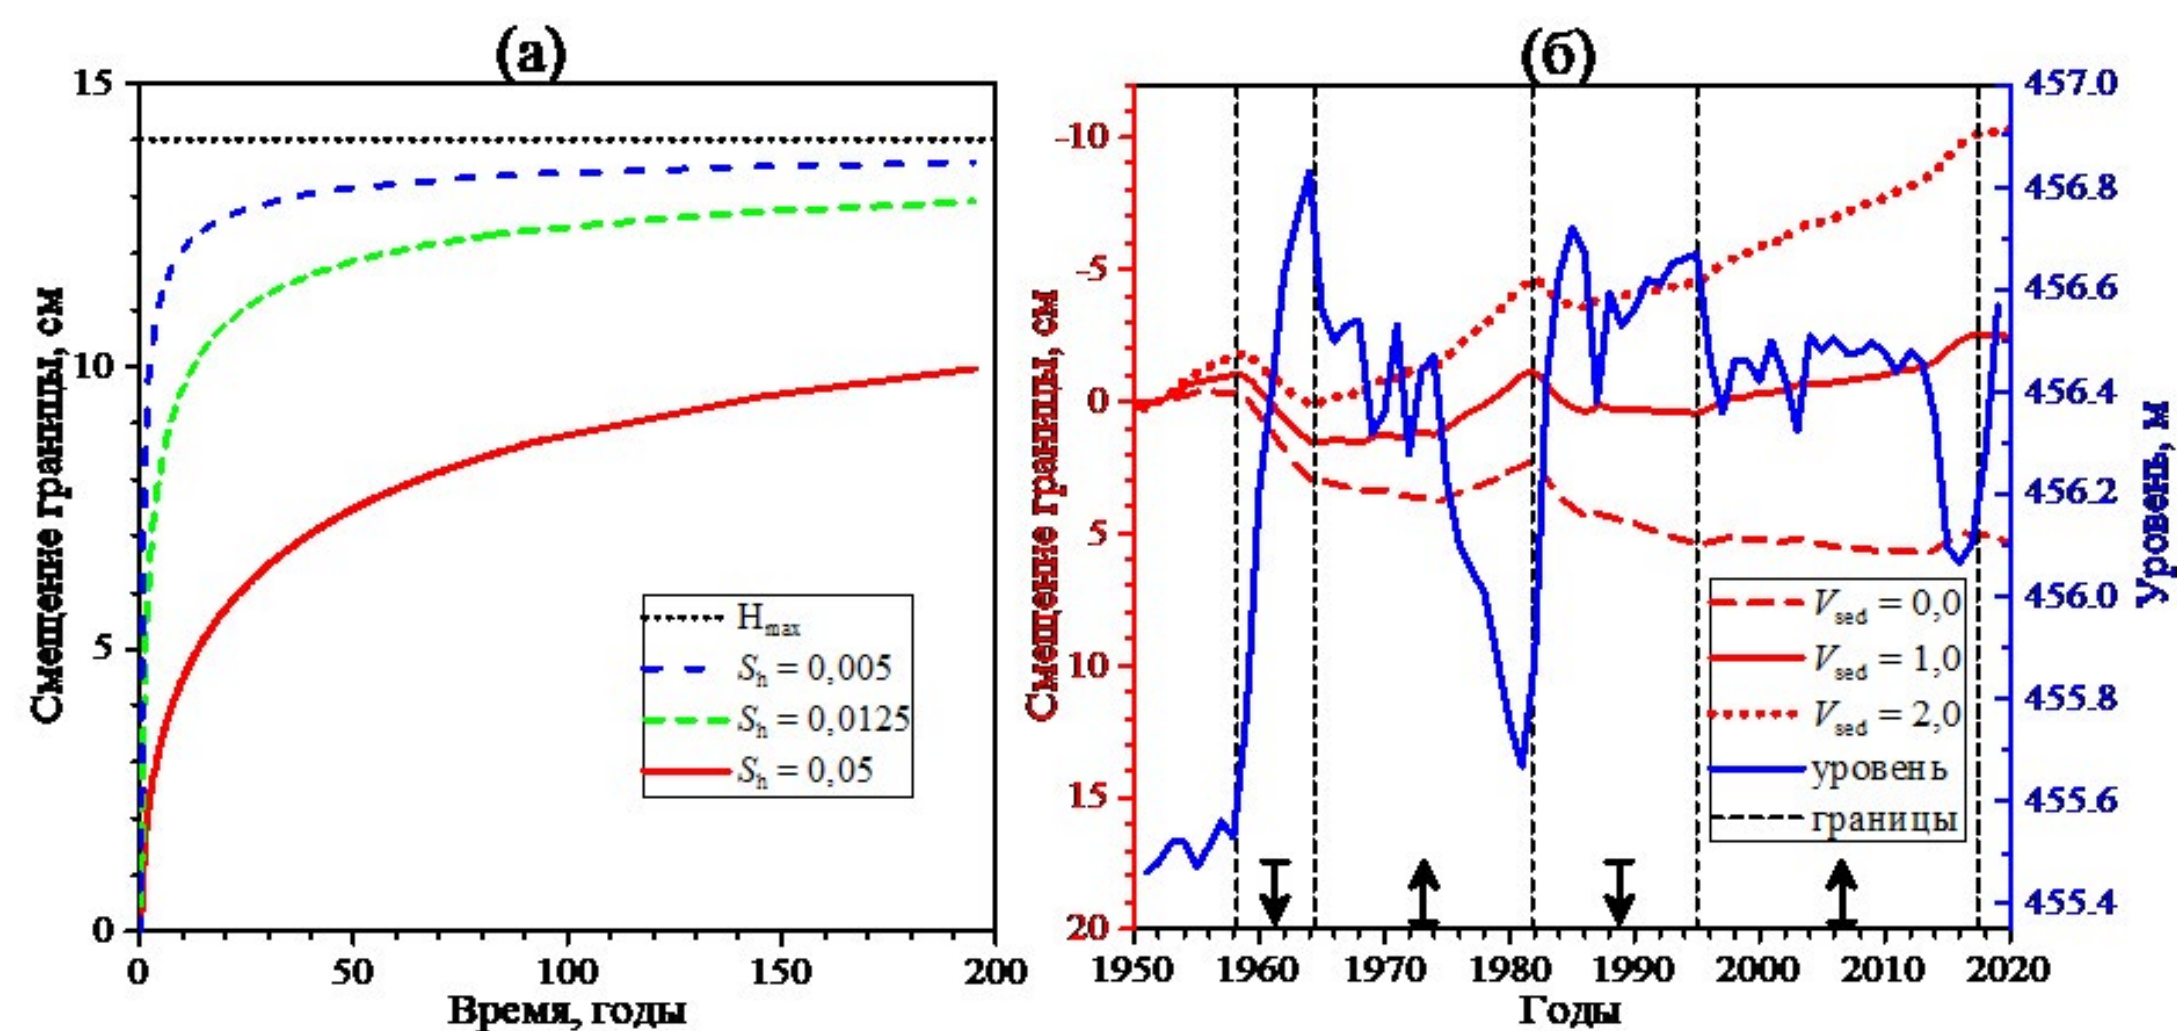 (а)
15
10
5
0
Смещение границы, см
0
50
100
150
200
Время, годы
Hmax
Sh = 0,005
Sh = 0,0125
Sh = 0,05
(б)
-10
-5
0
5
10
15
20
Смещение границы, см
1950
1960
1970
1980
1990
2000
2010
2020
Годы
457.0
456.8
456.6
456.4
456.2
456.0
455.8
455.6
455.4
Уровень, м
Vsed = 0,0
Vsed = 1,0
Vsed = 2,0
уровень
границы